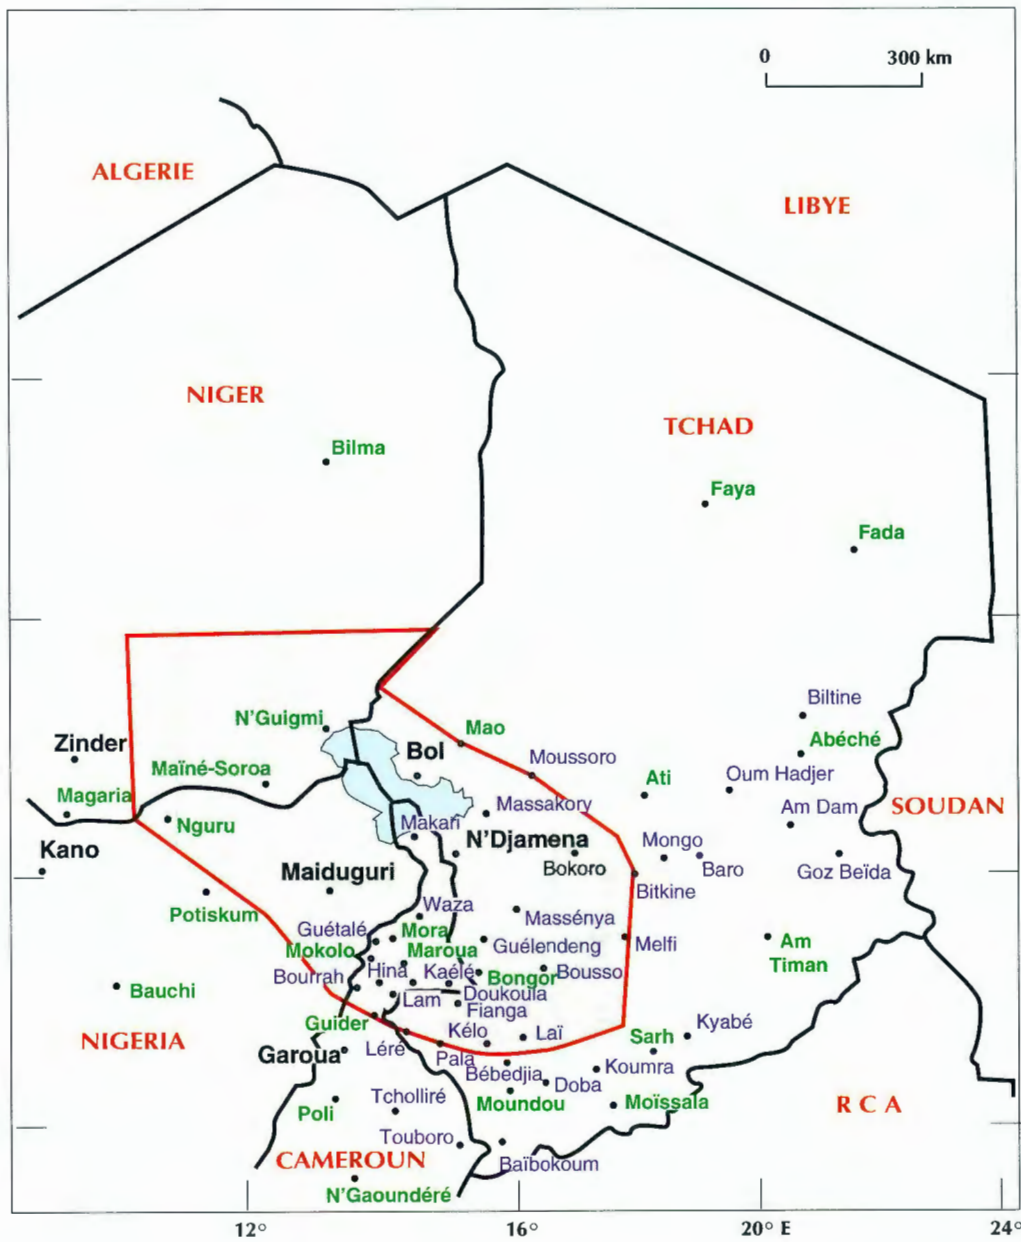 0 300 km
ALGERIE
LIBYE
NIGER
TCHAD
Bilma
Faya
Fada
Biltine
N'Guigmi
Mao
Abéché
Zinder
Bol
Moussoro
Maïné-Soroa
Ati
Oum Hadjer
Magaria
Massakory
Am Dam
SOUDAN
Nguru
Makari
N'Djamena
Mongo
Kano
Bokoro
Baro
Goz Beïda
Maiduguri
Bitkine
Waza
Potiskum
Massénya
Guétalé
Mora
Mokolo
Maroua
Guélendeng
Melfi
Am
Timan
Bourrah
Hina
Kaélé
Bongor
Bousso
Bauchi
Lam
Doukoula
Fianga
Guider
Kyabé
NIGERIA
Kélo
Laï
Sarh
Garoua
Léré
Pala
Bébedjia
Koumra
Doba
Tcholliré
Moundou
Moïssala
R C A
Poli
Touboro
CAMEROUN
Baïbokoum
N'Gaoundéré
12° 16° 20° E 24°